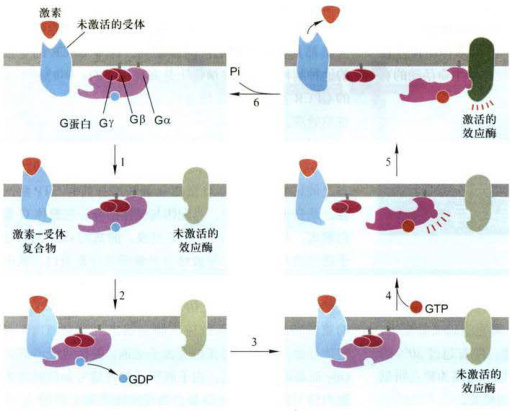 激素
未激活的受体
G蛋白 Gγ Gβ Gα
Pi
6
激活的
效应酶
1
5
激素-受体
复合物
未激活的
效应酶
2
4
GTP
3
GDP
未激活的
效应酶